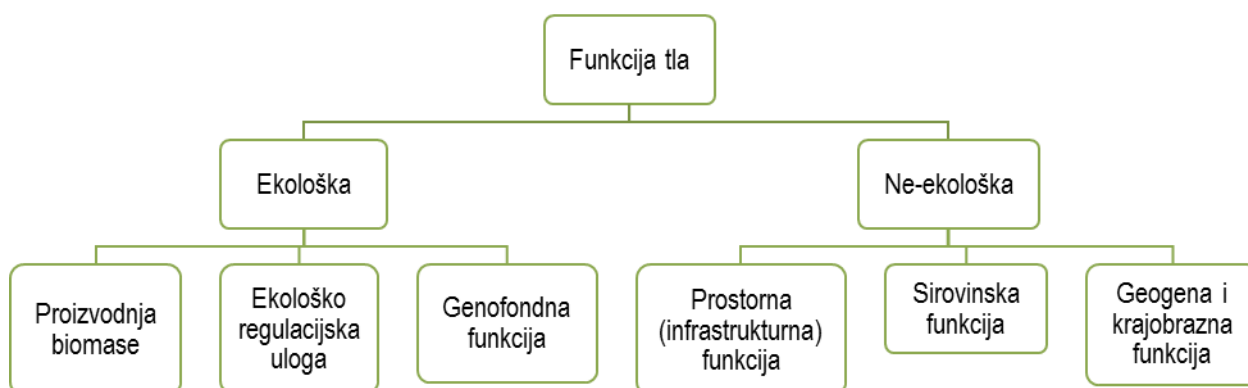 Funkcija tla
Ekološka
Ne-ekološka
Proizvodnja
biomase
Ekološko
regulacijska
uloga
Genofondna
funkcija
Prostorna
(infrastrukturna)
funkcija
Sirovinska
funkcija
Geogena i
krajobrazna
funkcija